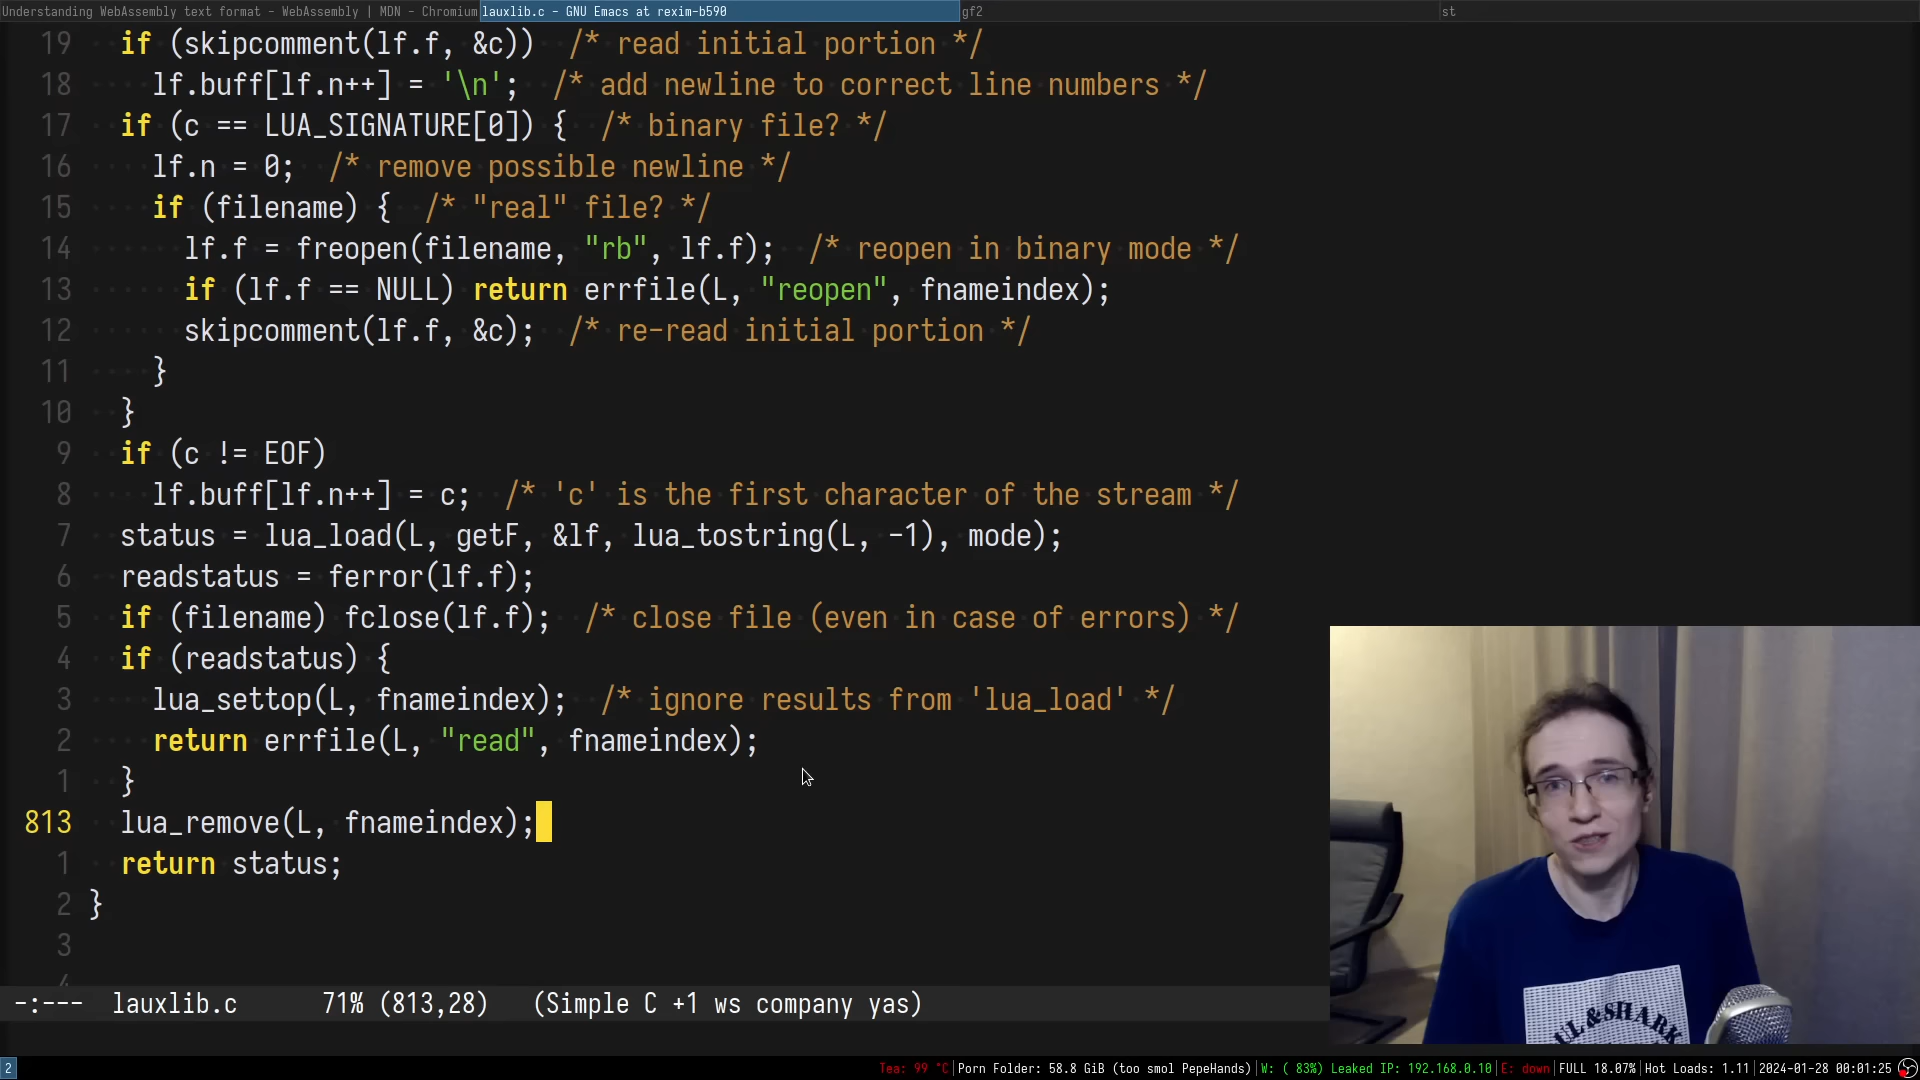 Understanding WebAssembly text format - WebAssembly | MDN - Chromium
lauxlib.c - GNU Emacs at rexim-b590
gf2
st
19 if (skipcomment(lf.f, &c)) /* read initial portion */
18 lf.buff[lf.n++] = '\n'; /* add newline to correct line numbers */
17 if (c == LUA_SIGNATURE[0]) { /* binary file? */
16 lf.n = 0; /* remove possible newline */
15 if (filename) { /* "real" file? */
14 lf.f = freopen(filename, "rb", lf.f); /* reopen in binary mode */
13 if (lf.f == NULL) return errfile(L, "reopen", fnameindex);
12 skipcomment(lf.f, &c); /* re-read initial portion */
11 }
10 }
9 if (c != EOF)
8 lf.buff[lf.n++] = c; /* 'c' is the first character of the stream */
7 status = lua_load(L, getF, &lf, lua_tostring(L, -1), mode);
6 readstatus = ferror(lf.f);
5 if (filename) fclose(lf.f); /* close file (even in case of errors) */
4 if (readstatus) {
3 lua_settop(L, fnameindex); /* ignore results from 'lua_load' */
2 return errfile(L, "read", fnameindex);
1 }
813 lua_remove(L, fnameindex);
1 return status;
2 }
3
4
-:--- lauxlib.c 71% (813,28) (Simple C +1 ws company yas)
2
Tea: 99 °C|Porn Folder: 58.8 GiB (too smol PepeHands)|W: ( 83%) Leaked IP: 192.168.0.10|E: down|FULL 18.07%|Hot Loads: 1.11|2024-01-28 00:01:25
UL&SHARK